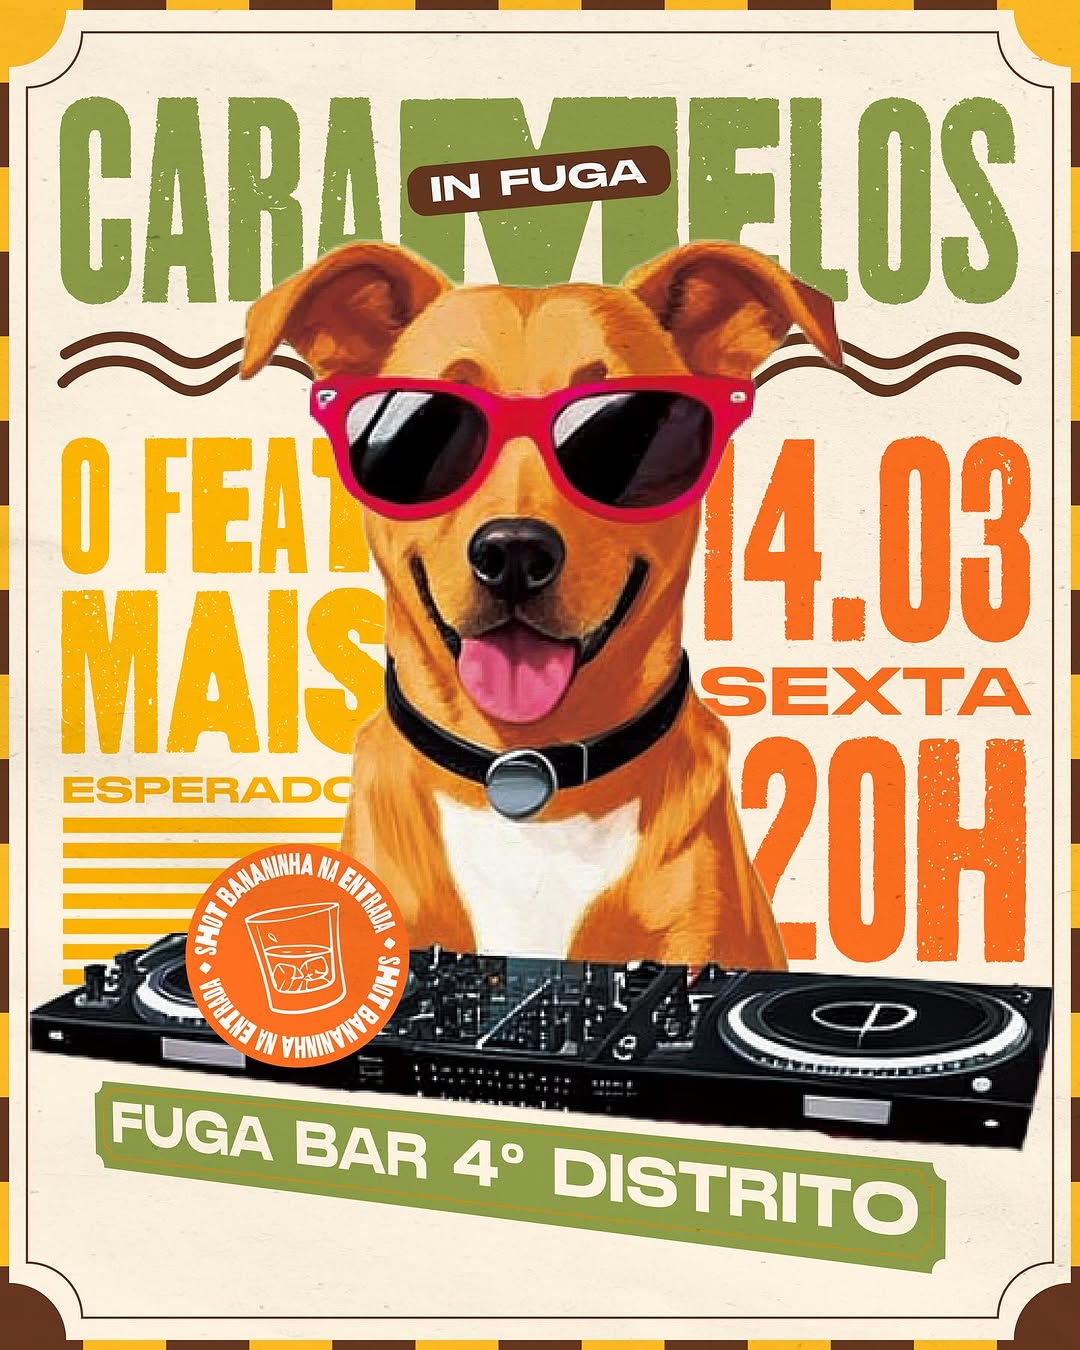 CARAMELOS
IN FUGA
O FEAT
MAIS
ESPERADO
14.03
SEXTA
20H
SHOT BANANINHA NA ENTRADA • SHOT BANANINHA NA ENTRADA •
FUGA BAR 4º DISTRITO